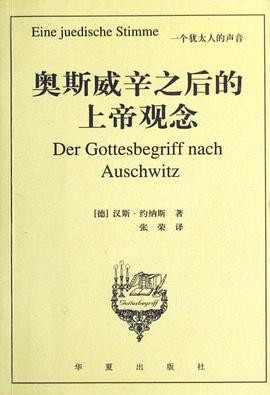 Eine juedische Stimme 一个犹太人的声音
奥斯威辛之后的
上帝观念
Der Gottesbegriff nach
Auschwitz
[德] 汉斯·约纳斯 著
张荣 译
Gottesbegriff
华夏出版社